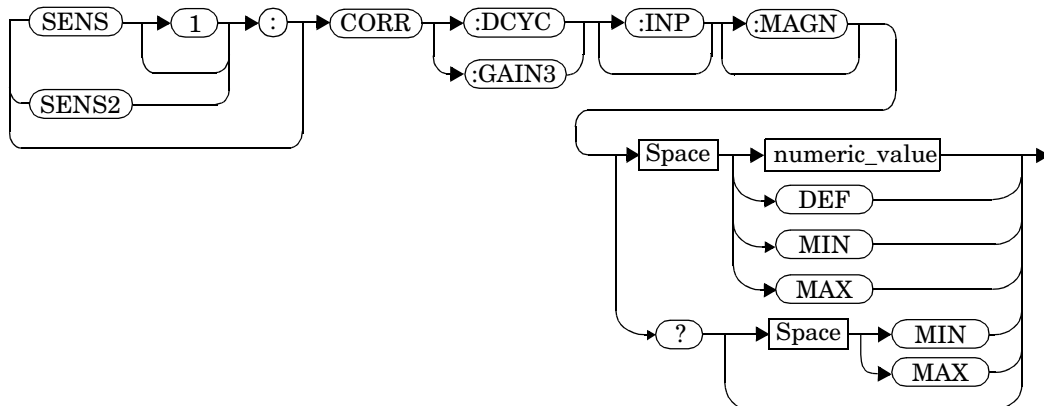 SENS 1 : CORR :DCYC :INP :MAGN
:GAIN3
SENS2
Space numeric_value
DEF
MIN
MAX
? Space MIN
MAX